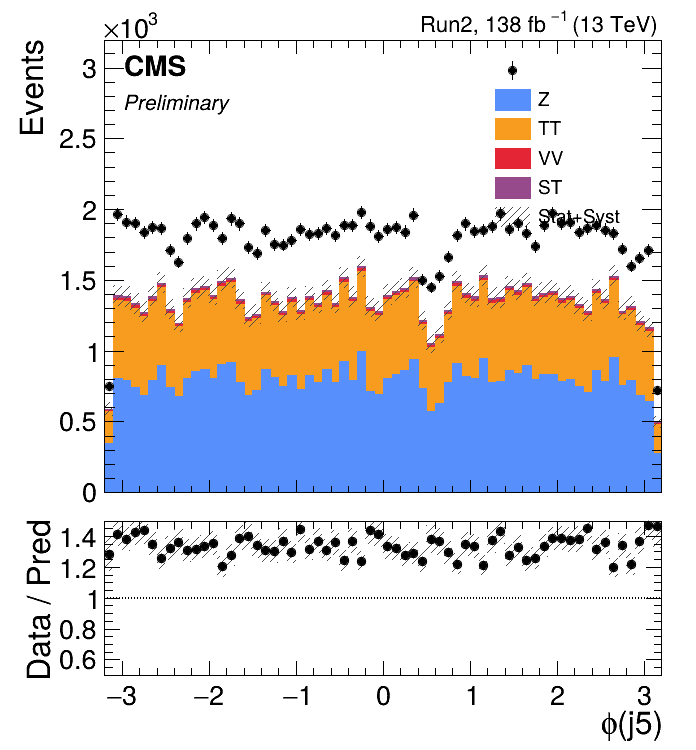 ×10³
Run2, 138 fb⁻¹ (13 TeV)
Events
CMS
Preliminary
Z
TT
VV
ST
Stat+Syst
3
2.5
2
1.5
1
0.5
0
Data / Pred
1.4
1.2
1
0.8
0.6
−3
−2
−1
0
1
2
3
ϕ(j5)